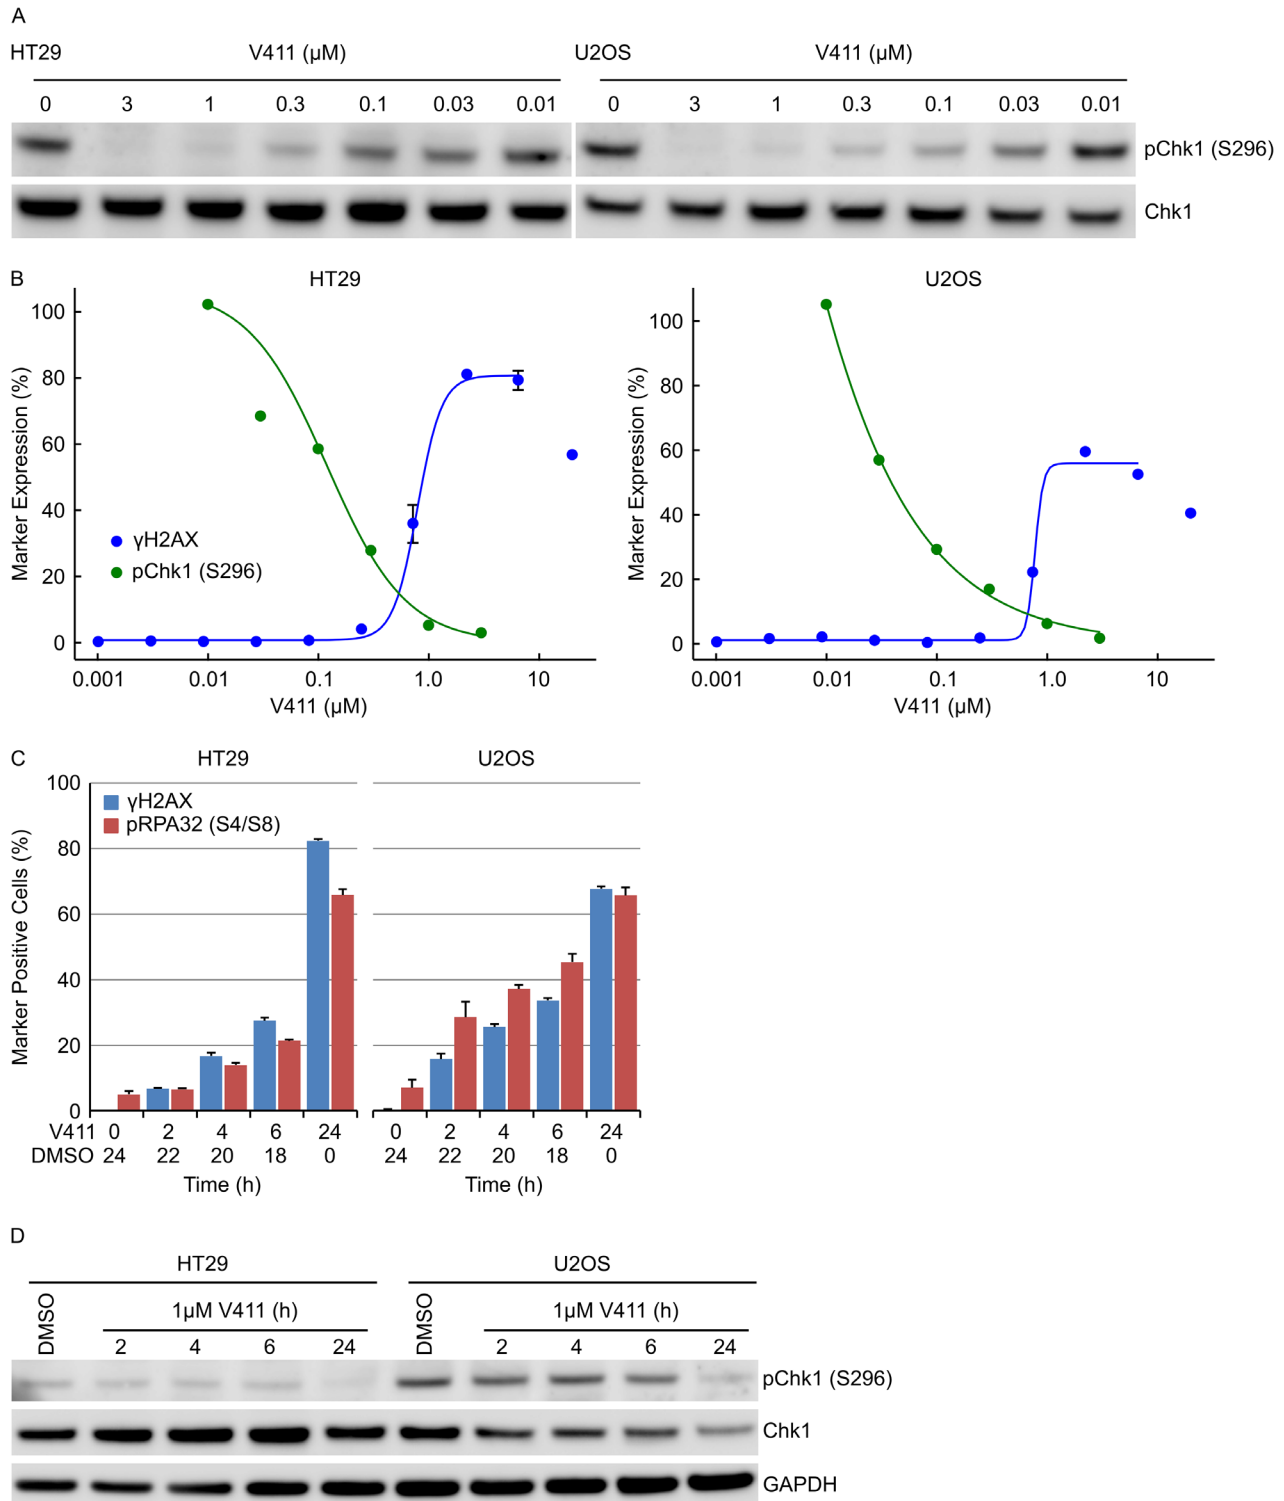 A
HT29 V411 (μM) U2OS V411 (μM)
0 3 1 0.3 0.1 0.03 0.01 0 3 1 0.3 0.1 0.03 0.01
pChk1 (S296)
Chk1
B
HT29
Marker Expression (%)
100
80
60
40
20
0
γH2AX
pChk1 (S296)
0.001 0.01 0.1 1.0 10
V411 (μM)
U2OS
Marker Expression (%)
100
80
60
40
20
0
0.001 0.01 0.1 1.0 10
V411 (μM)
C
HT29 U2OS
Marker Positive Cells (%)
100
80
60
40
20
0
γH2AX
pRPA32 (S4/S8)
V411 0 2 4 6 24 0 2 4 6 24
DMSO 24 22 20 18 0 24 22 20 18 0
Time (h) Time (h)
D
HT29 U2OS
DMSO 1μM V411 (h) DMSO 1μM V411 (h)
2 4 6 24 2 4 6 24
pChk1 (S296)
Chk1
GAPDH